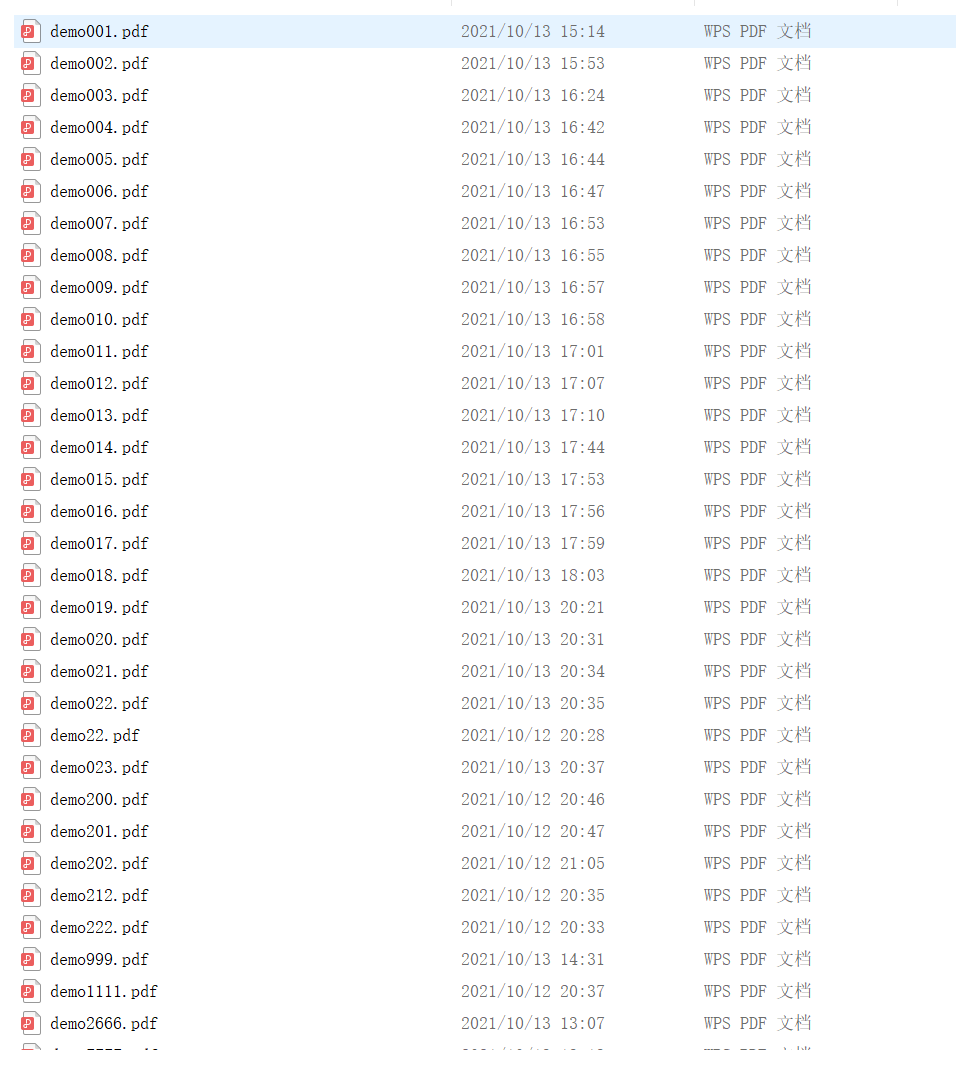 demo001.pdf 2021/10/13 15:14 WPS PDF 文档
demo002.pdf 2021/10/13 15:53 WPS PDF 文档
demo003.pdf 2021/10/13 16:24 WPS PDF 文档
demo004.pdf 2021/10/13 16:42 WPS PDF 文档
demo005.pdf 2021/10/13 16:44 WPS PDF 文档
demo006.pdf 2021/10/13 16:47 WPS PDF 文档
demo007.pdf 2021/10/13 16:53 WPS PDF 文档
demo008.pdf 2021/10/13 16:55 WPS PDF 文档
demo009.pdf 2021/10/13 16:57 WPS PDF 文档
demo010.pdf 2021/10/13 16:58 WPS PDF 文档
demo011.pdf 2021/10/13 17:01 WPS PDF 文档
demo012.pdf 2021/10/13 17:07 WPS PDF 文档
demo013.pdf 2021/10/13 17:10 WPS PDF 文档
demo014.pdf 2021/10/13 17:44 WPS PDF 文档
demo015.pdf 2021/10/13 17:53 WPS PDF 文档
demo016.pdf 2021/10/13 17:56 WPS PDF 文档
demo017.pdf 2021/10/13 17:59 WPS PDF 文档
demo018.pdf 2021/10/13 18:03 WPS PDF 文档
demo019.pdf 2021/10/13 20:21 WPS PDF 文档
demo020.pdf 2021/10/13 20:31 WPS PDF 文档
demo021.pdf 2021/10/13 20:34 WPS PDF 文档
demo022.pdf 2021/10/13 20:35 WPS PDF 文档
demo22.pdf 2021/10/12 20:28 WPS PDF 文档
demo023.pdf 2021/10/13 20:37 WPS PDF 文档
demo200.pdf 2021/10/12 20:46 WPS PDF 文档
demo201.pdf 2021/10/12 20:47 WPS PDF 文档
demo202.pdf 2021/10/12 21:05 WPS PDF 文档
demo212.pdf 2021/10/12 20:35 WPS PDF 文档
demo222.pdf 2021/10/12 20:33 WPS PDF 文档
demo999.pdf 2021/10/13 14:31 WPS PDF 文档
demo1111.pdf 2021/10/12 20:37 WPS PDF 文档
demo2666.pdf 2021/10/13 13:07 WPS PDF 文档